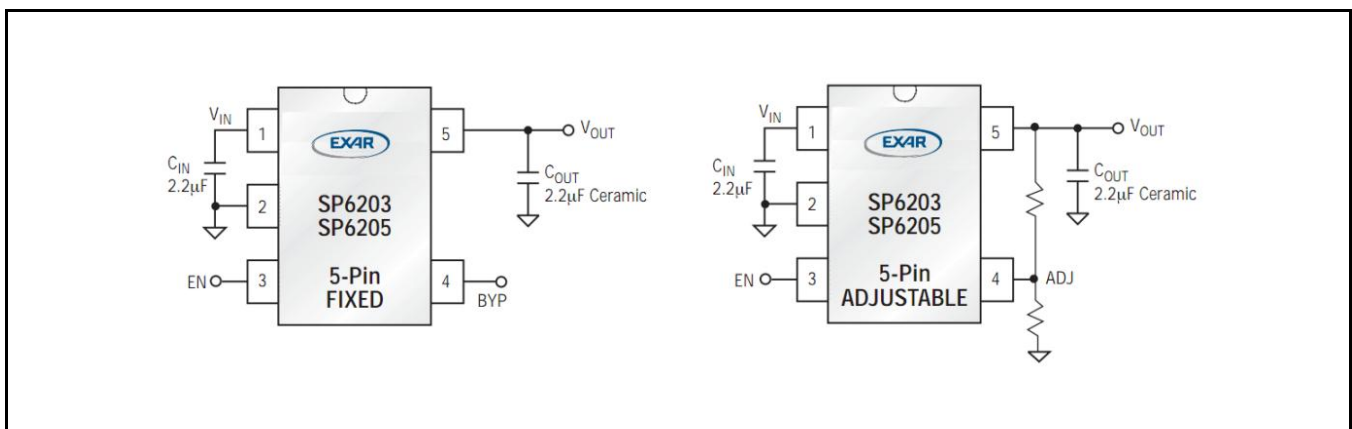 V_IN
1
C_IN
2.2μF
2
EN
3
EXAR
SP6203
SP6205
5-Pin
FIXED
5
V_OUT
C_OUT
2.2μF Ceramic
4
BYP
V_IN
1
C_IN
2.2μF
2
EN
3
EXAR
SP6203
SP6205
5-Pin
ADJUSTABLE
5
V_OUT
C_OUT
2.2μF Ceramic
4
ADJ